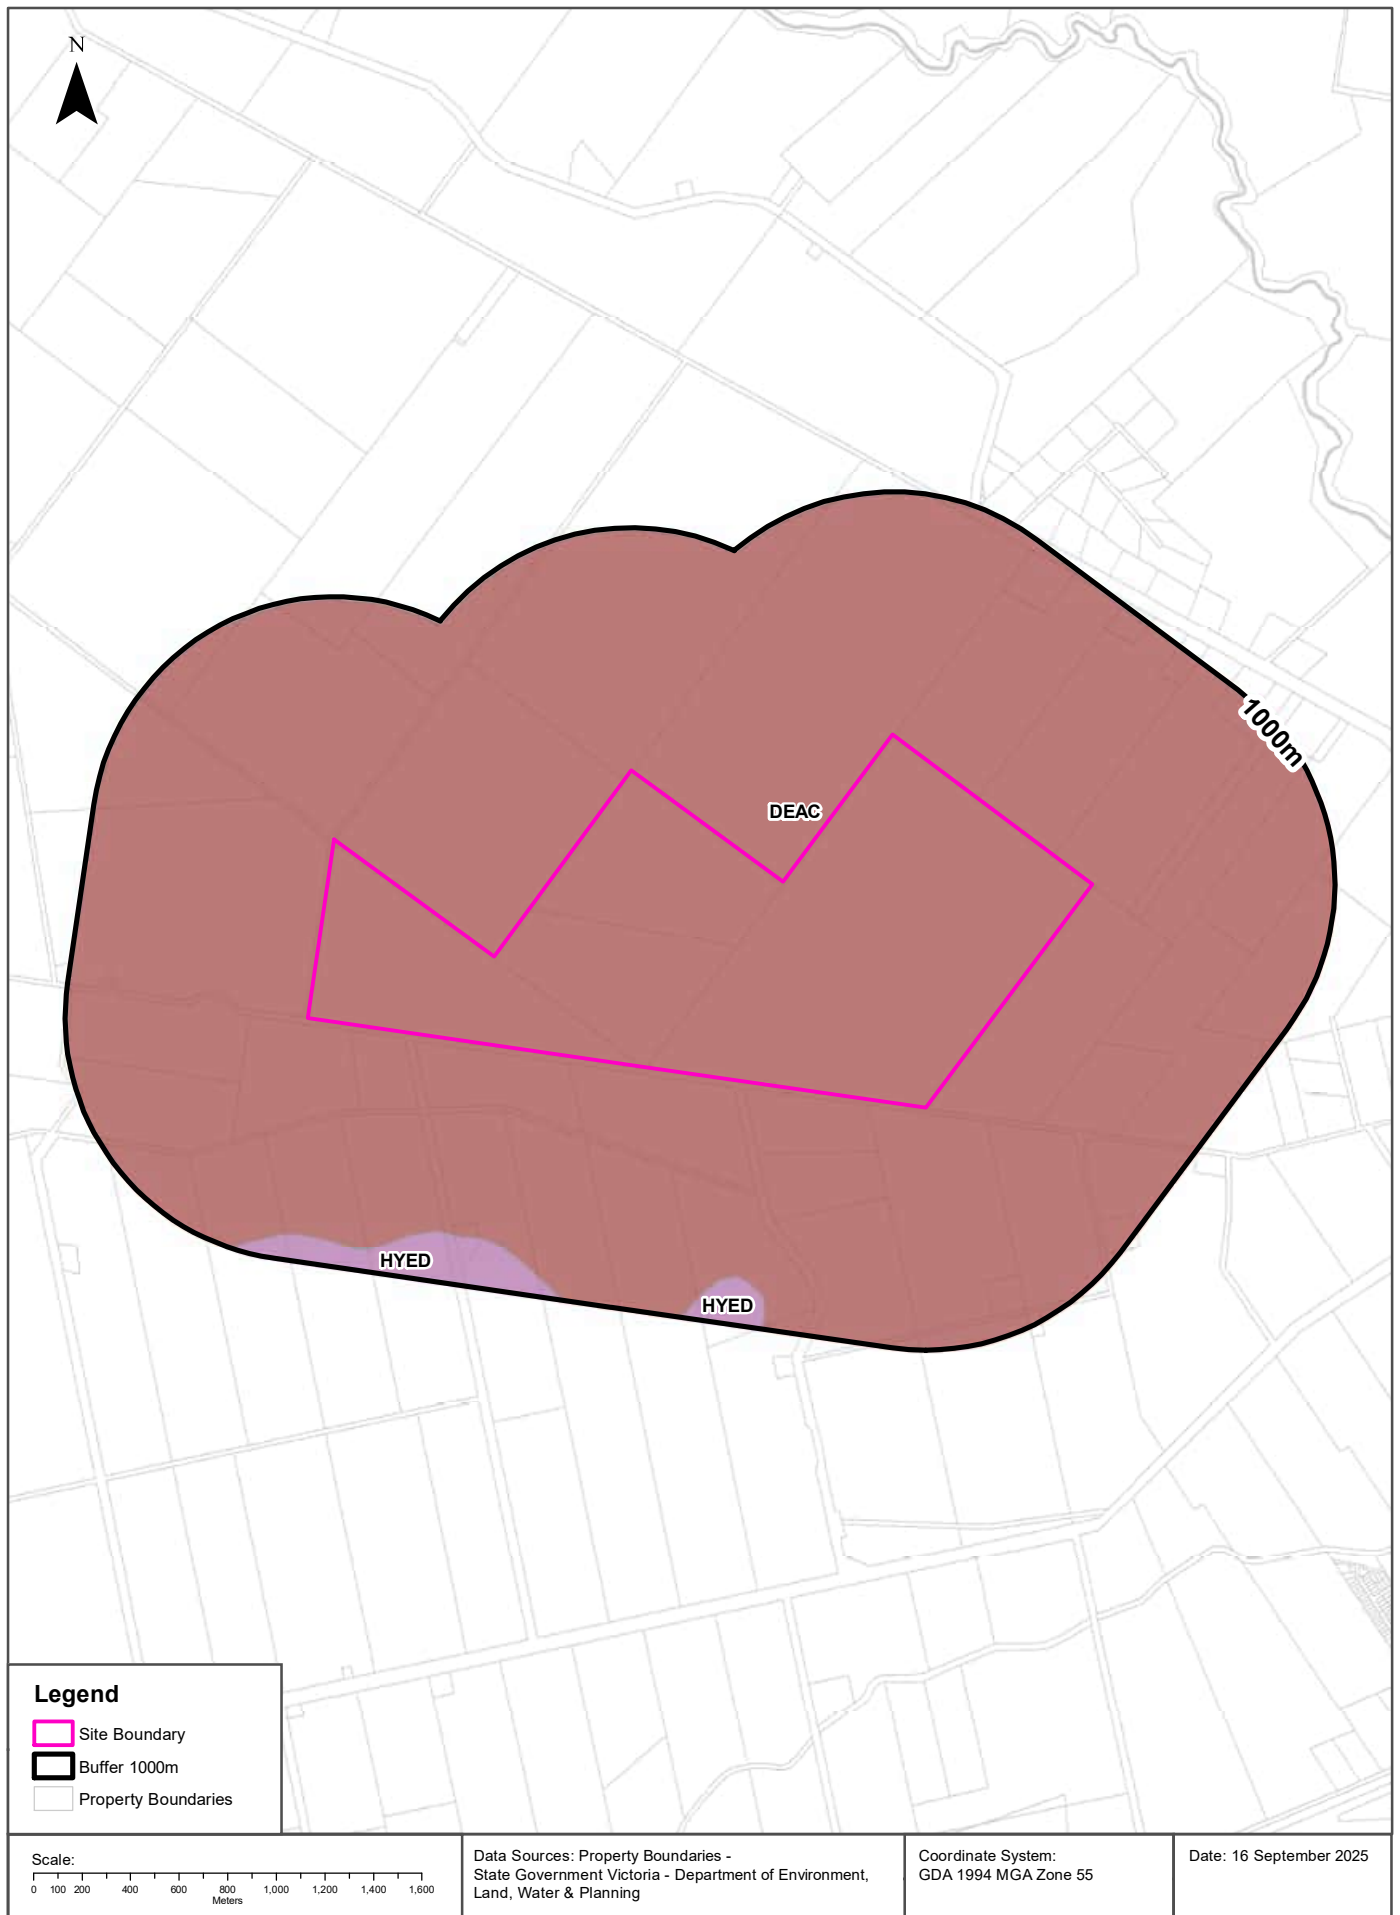 N
1000m
DEAC
HYED
HYED
Legend
Site Boundary
Buffer 1000m
Property Boundaries
Scale:
0 100 200 400 600 800 1,000 1,200 1,400 1,600
Meters
Data Sources: Property Boundaries -
State Government Victoria - Department of Environment,
Land, Water & Planning
Coordinate System:
GDA 1994 MGA Zone 55
Date: 16 September 2025